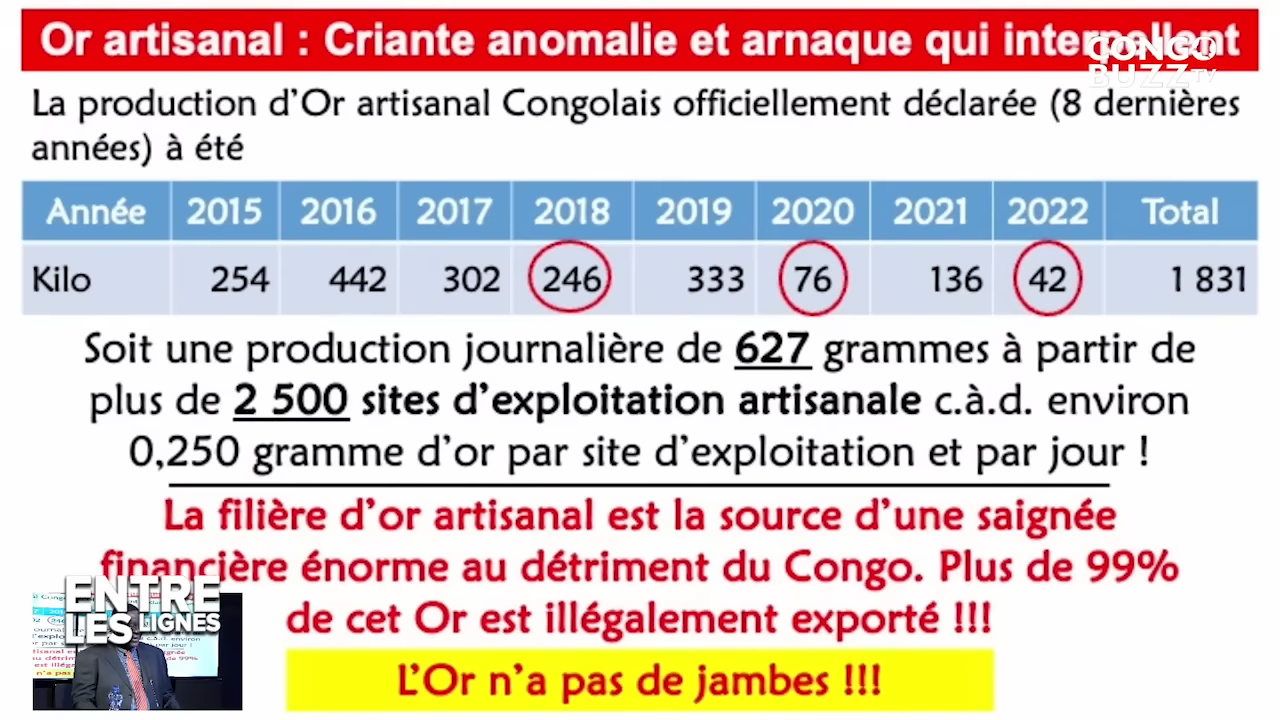 Or artisanal : Criante anomalie et arnaque qui interpellent
CONGO
BUZZ TV
La production d'Or artisanal Congolais officiellement déclarée (8 dernières
années) à été
Année 2015 2016 2017 2018 2019 2020 2021 2022 Total
Kilo 254 442 302 246 333 76 136 42 1 831
Soit une production journalière de 627 grammes à partir de
plus de 2 500 sites d'exploitation artisanale c.à.d. environ
0,250 gramme d'or par site d'exploitation et par jour !
La filière d'or artisanal est la source d'une saignée
financière énorme au détriment du Congo. Plus de 99%
de cet Or est illégalement exporté !!!
L'Or n'a pas de jambes !!!
ENTRE
LES LIGNES